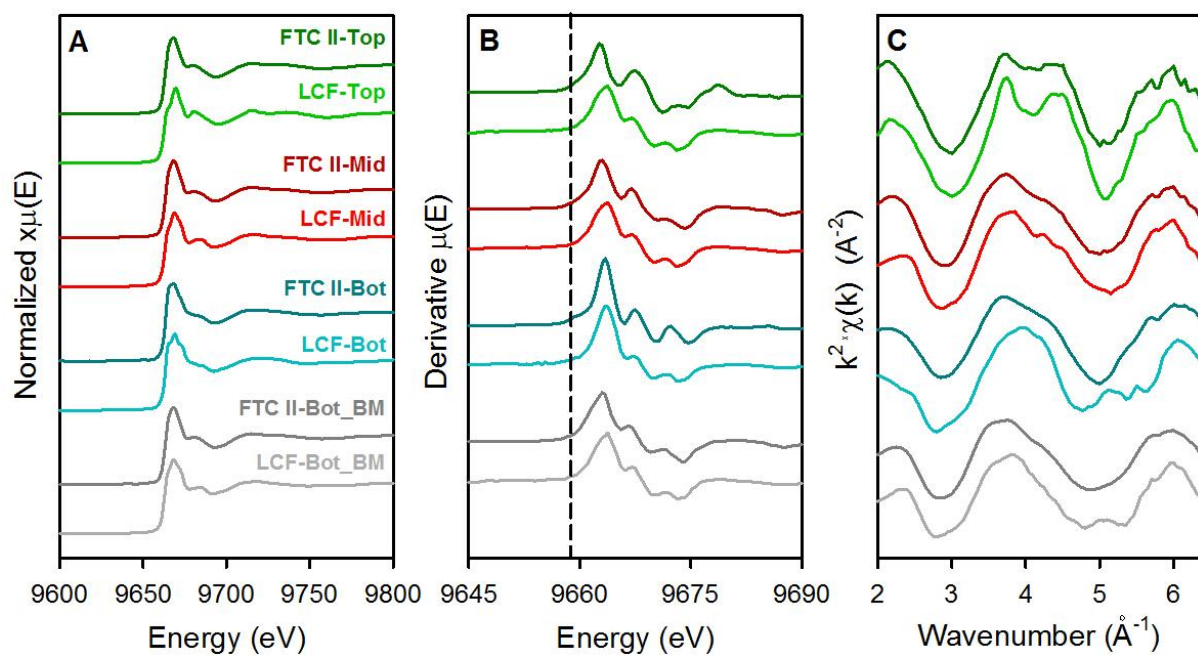 A
B
C
FTC II-Top
LCF-Top
FTC II-Mid
LCF-Mid
FTC II-Bot
LCF-Bot
FTC II-Bot_BM
LCF-Bot_BM
Normalized xμ(E)
Derivative μ(E)
k²*χ(k) (A⁻²)
9600 9650 9700 9750 9800
9645 9660 9675 9690
2 3 4 5 6
Energy (eV)
Energy (eV)
Wavenumber (Å⁻¹)